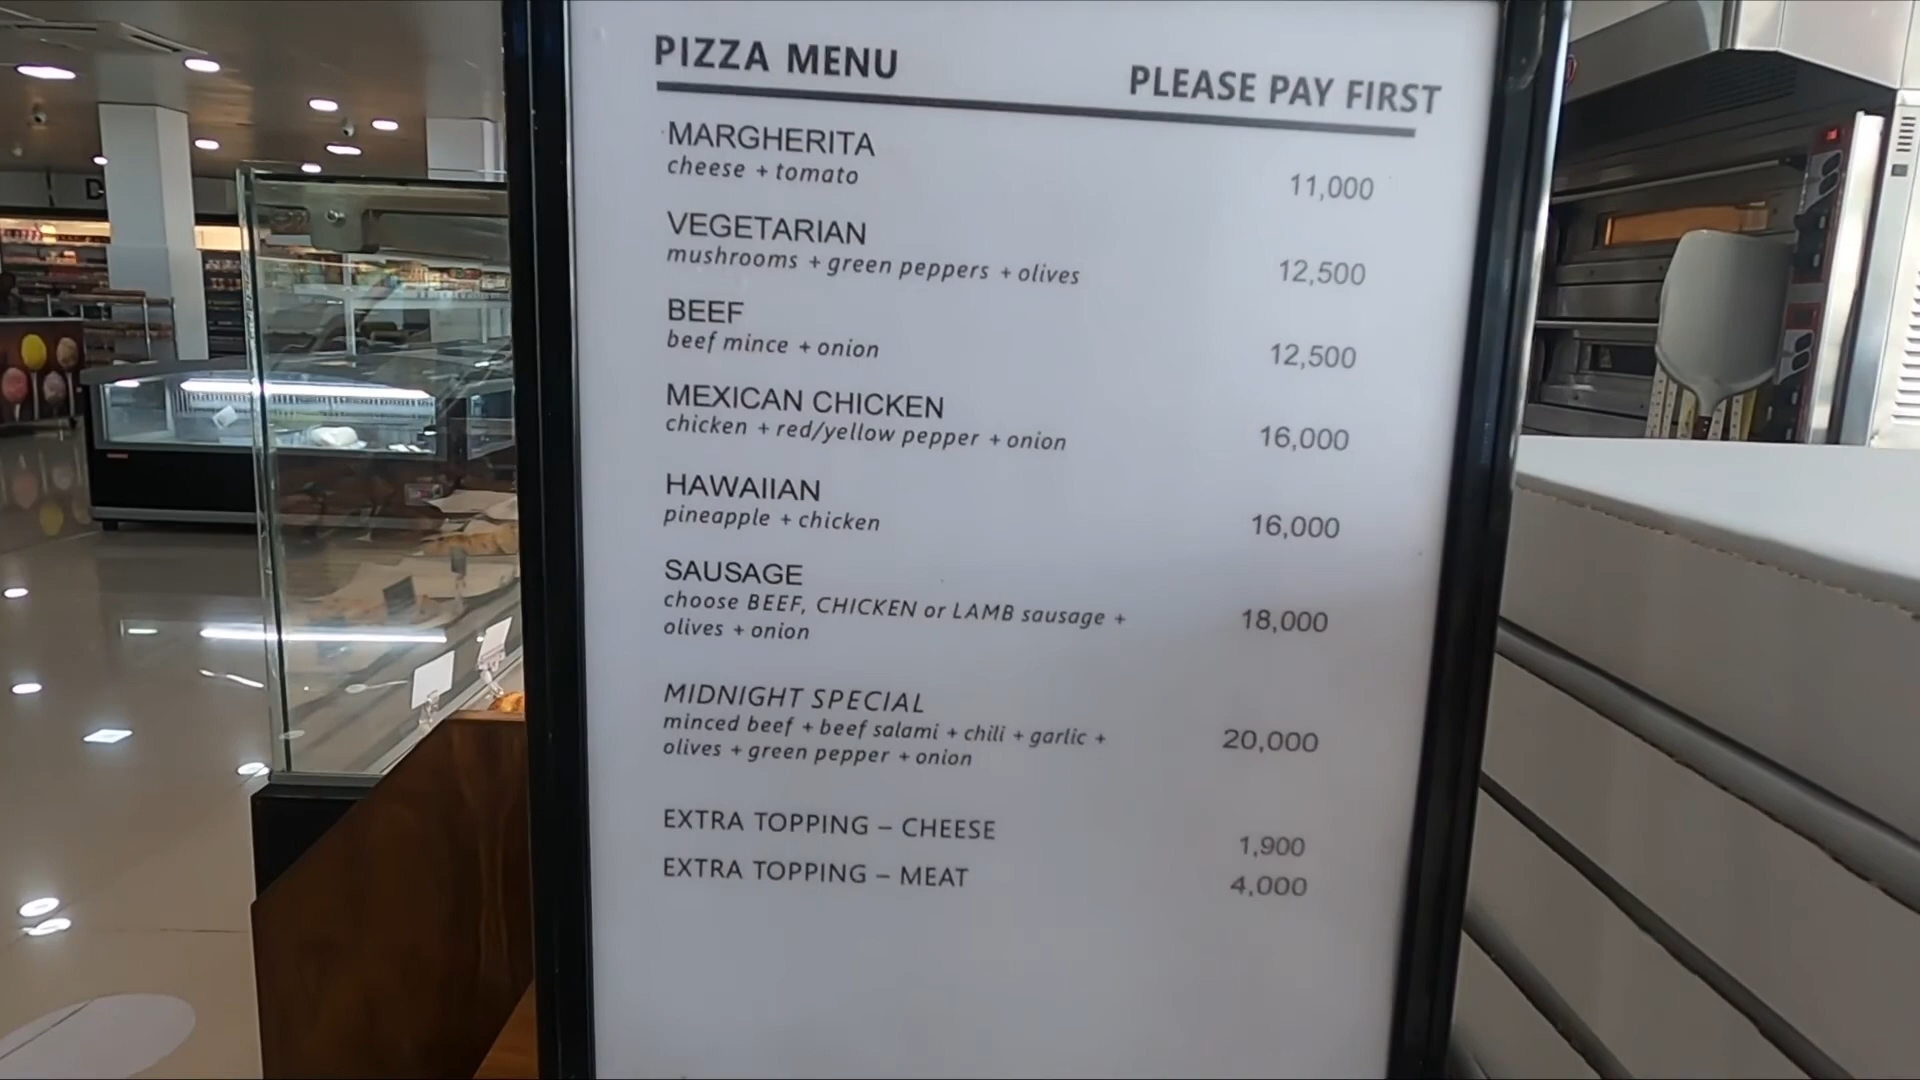 PIZZA MENU
PLEASE PAY FIRST
MARGHERITA
cheese + tomato
11,000
VEGETARIAN
mushrooms + green peppers + olives
12,500
BEEF
beef mince + onion
12,500
MEXICAN CHICKEN
chicken + red/yellow pepper + onion
16,000
HAWAIIAN
pineapple + chicken
16,000
SAUSAGE
choose BEEF, CHICKEN or LAMB sausage +
olives + onion
18,000
MIDNIGHT SPECIAL
minced beef + beef salami + chili + garlic +
olives + green pepper + onion
20,000
EXTRA TOPPING – CHEESE
1,900
EXTRA TOPPING – MEAT
4,000